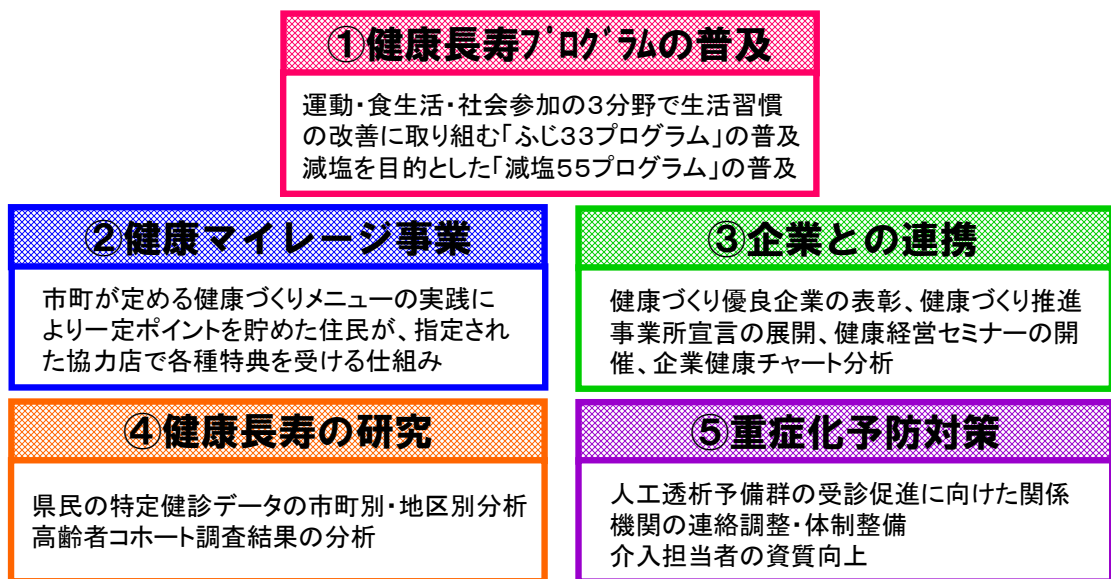 ①健康長寿ﾌﾟﾛｸﾞﾗﾑの普及
運動・食生活・社会参加の3分野で生活習慣
の改善に取り組む「ふじ33プログラム」の普及
減塩を目的とした「減塩55プログラム」の普及
②健康マイレージ事業
市町が定める健康づくりメニューの実践に
より一定ポイントを貯めた住民が、指定され
た協力店で各種特典を受ける仕組み
③企業との連携
健康づくり優良企業の表彰、健康づくり推進
事業所宣言の展開、健康経営セミナーの開
催、企業健康チャート分析
④健康長寿の研究
県民の特定健診データの市町別・地区別分析
高齢者コホート調査結果の分析
⑤重症化予防対策
人工透析予備群の受診促進に向けた関係
機関の連絡調整・体制整備
介入担当者の資質向上